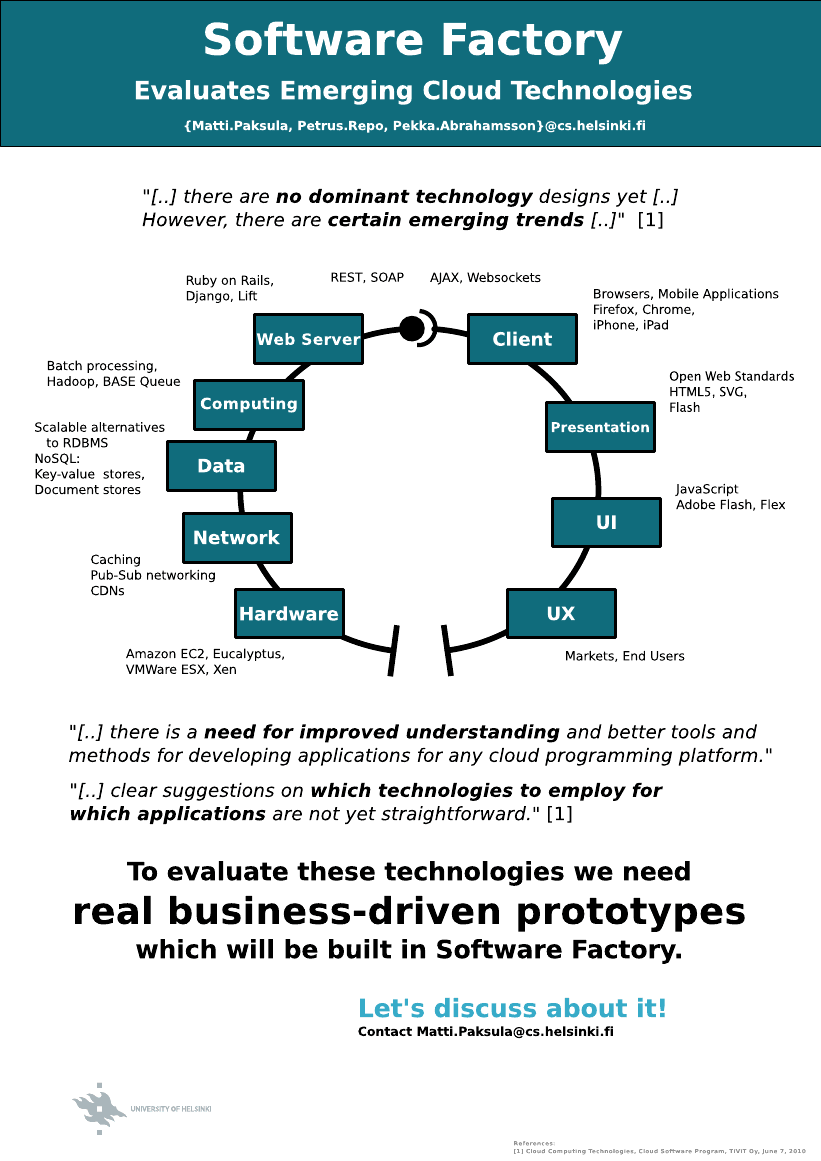 Software Factory
Evaluates Emerging Cloud Technologies
{Matti.Paksula, Petrus.Repo, Pekka.Abrahamsson}@cs.helsinki.fi
"[..] there are no dominant technology designs yet [..]
However, there are certain emerging trends [..]" [1]
Ruby on Rails,
Django, Lift
REST, SOAP
AJAX, Websockets
Browsers, Mobile Applications
Firefox, Chrome,
iPhone, iPad
Web Server
Client
Batch processing,
Hadoop, BASE Queue
Computing
Open Web Standards
HTML5, SVG,
Flash
Presentation
Scalable alternatives
to RDBMS
NoSQL:
Key-value stores,
Document stores
Data
JavaScript
Adobe Flash, Flex
UI
Network
Caching
Pub-Sub networking
CDNs
Hardware
UX
Amazon EC2, Eucalyptus,
VMWare ESX, Xen
Markets, End Users
"[..] there is a need for improved understanding and better tools and
methods for developing applications for any cloud programming platform."
"[..] clear suggestions on which technologies to employ for
which applications are not yet straightforward." [1]
To evaluate these technologies we need
real business-driven prototypes
which will be built in Software Factory.
Let's discuss about it!
Contact Matti.Paksula@cs.helsinki.fi
UNIVERSITY OF HELSINKI
References:
[1] Cloud Computing Technologies, Cloud Software Program, TiViT Oy, June 7, 2010